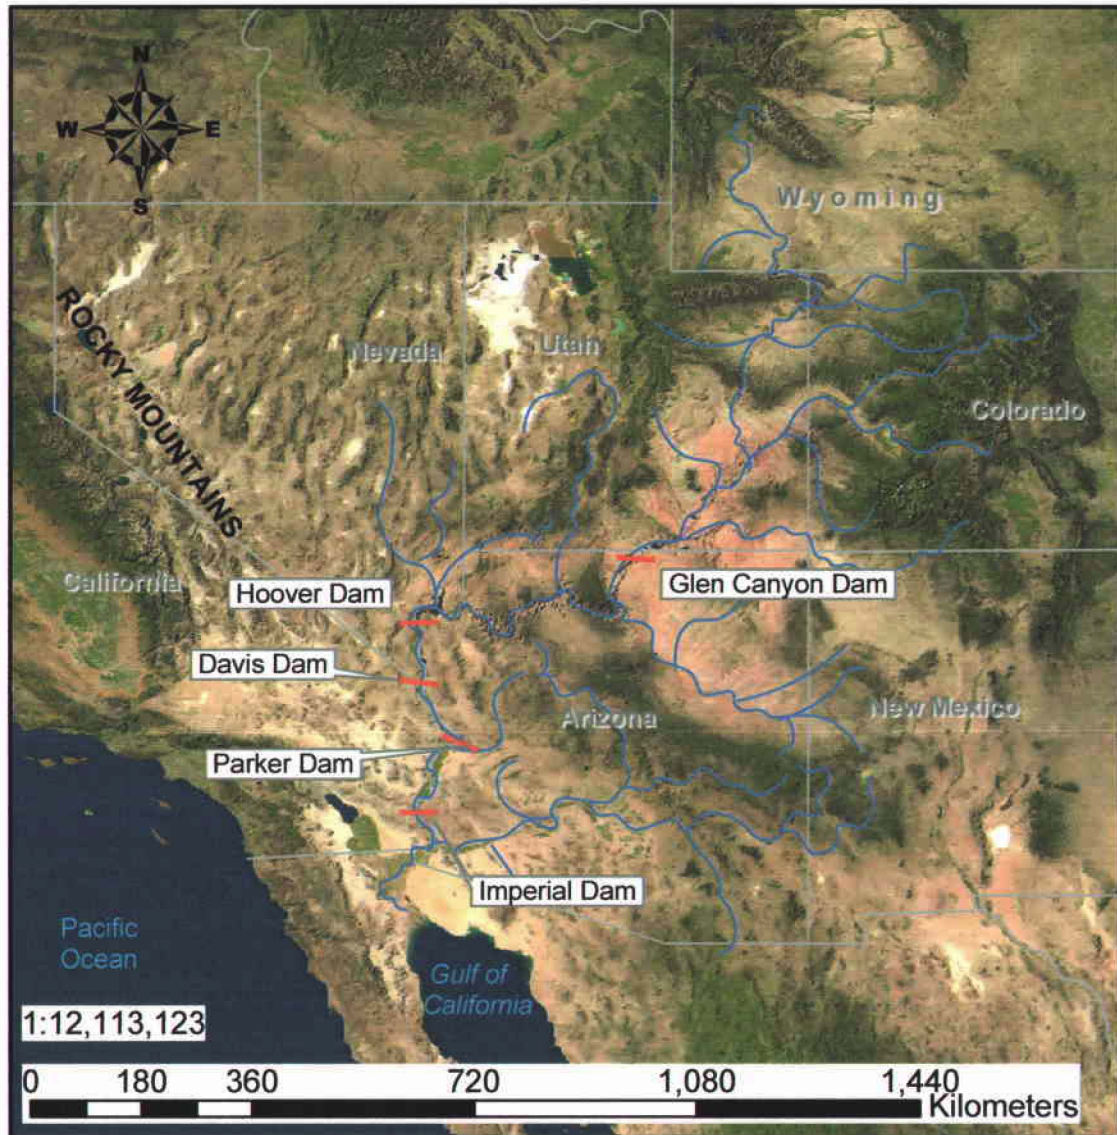 N
W
E
S
Wyoming
ROCKY MOUNTAINS
Nevada
Utah
Colorado
California
Hoover Dam
Glen Canyon Dam
Davis Dam
Arizona
New Mexico
Parker Dam
Imperial Dam
Pacific
Ocean
Gulf of
California
1:12,113,123
0 180 360 720 1,080 1,440
Kilometers